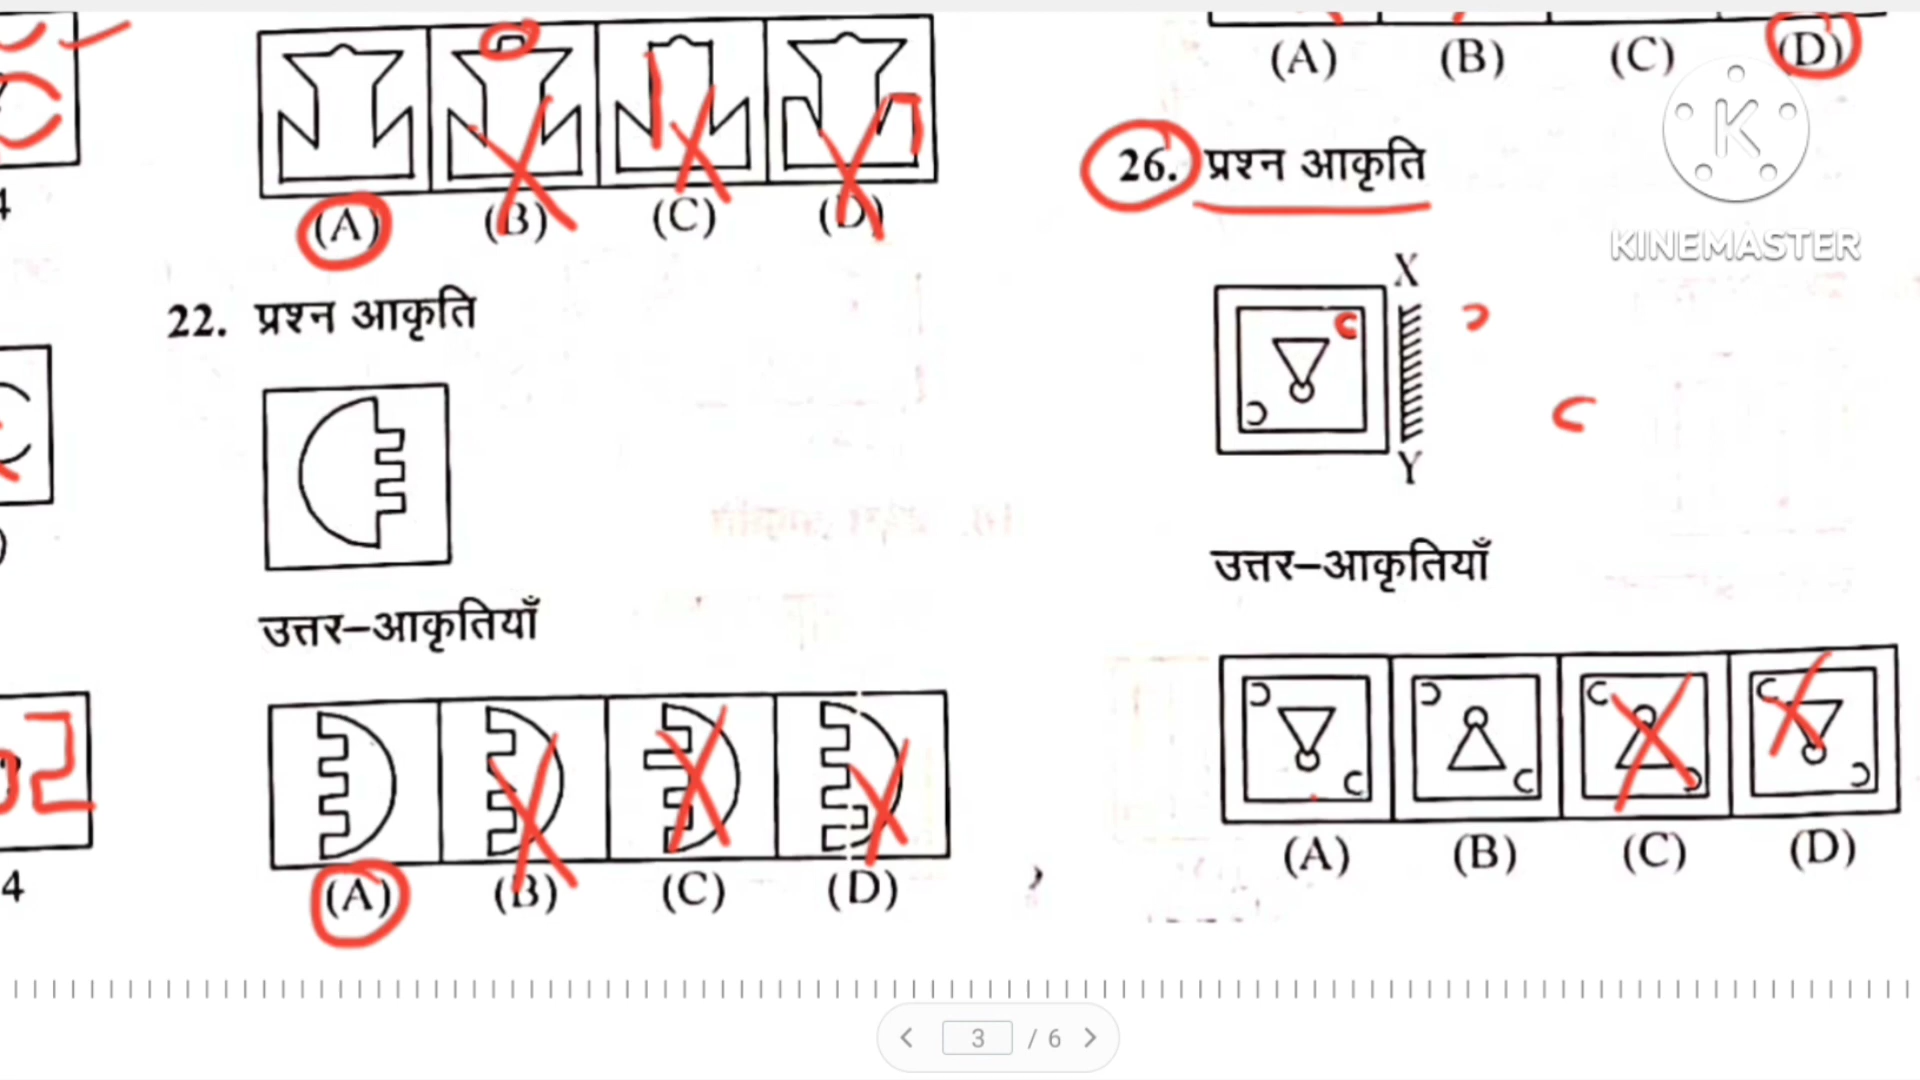 (A) (B) (C) (D)
4
22. प्रश्न आकृति
उत्तर–आकृतियाँ
(A) (B) (C) (D)
4
(A) (B) (C) (D)
26. प्रश्न आकृति
X
Y
उत्तर–आकृतियाँ
(A) (B) (C) (D)
K
KINEMASTER
3 / 6